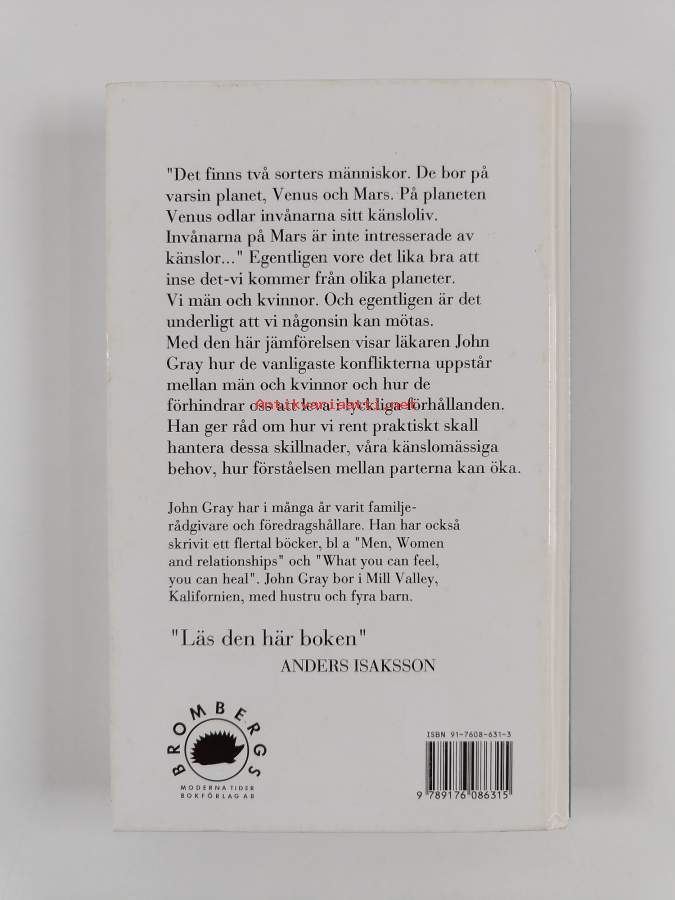 "Det finns två sorters människor. De bor på
varsin planet, Venus och Mars. På planeten
Venus odlar invånarna sitt känsloliv.
Invånarna på Mars är inte intresserade av
känslor..." Egentligen vore det lika bra att
inse det-vi kommer från olika planeter.
Vi män och kvinnor. Och egentligen är det
underligt att vi någonsin kan mötas.
Med den här jämförelsen visar läkaren John
Gray hur de vanligaste konflikterna uppstår
mellan män och kvinnor och hur de
förhindrar oss att leva i lyckliga förhållanden.
Antikvariaatti.net
Han ger råd om hur vi rent praktiskt skall
hantera dessa skillnader, våra känslomässiga
behov, hur förståelsen mellan parterna kan öka.
John Gray har i många år varit familje-
rådgivare och föredragshållare. Han har också
skrivit ett flertal böcker, bl a "Men, Women
and relationships" och "What you can feel,
you can heal". John Gray bor i Mill Valley,
Kalifornien, med hustru och fyra barn.
"Läs den här boken"
ANDERS ISAKSSON
BROMBERGS
MODERNA TIDER
BOKFÖRLAG AB
ISBN 91-7608-631-3
9 789176 086315